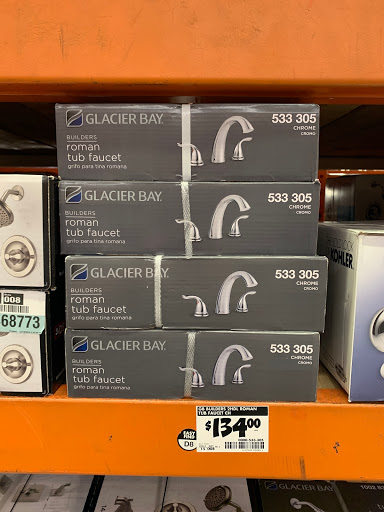 GLACIER BAY
533 305
CHROME
CROMO
BUILDERS
roman
tub faucet
grifo para tina romana
GLACIER BAY
533 305
CHROME
CROMO
BUILDERS
roman
tub faucet
grifo para tina romana
GLACIER BAY
533 305
CHROME
CROMO
BUILDERS
roman
tub faucet
grifo para tina romana
GLACIER BAY
533 305
CHROME
CROMO
BUILDERS
roman
tub faucet
grifo para tina romana
008
68773
KOHLER
GB BUILDERS 2HDL ROMAN
TUB FAUCET CH
$134.00
D8